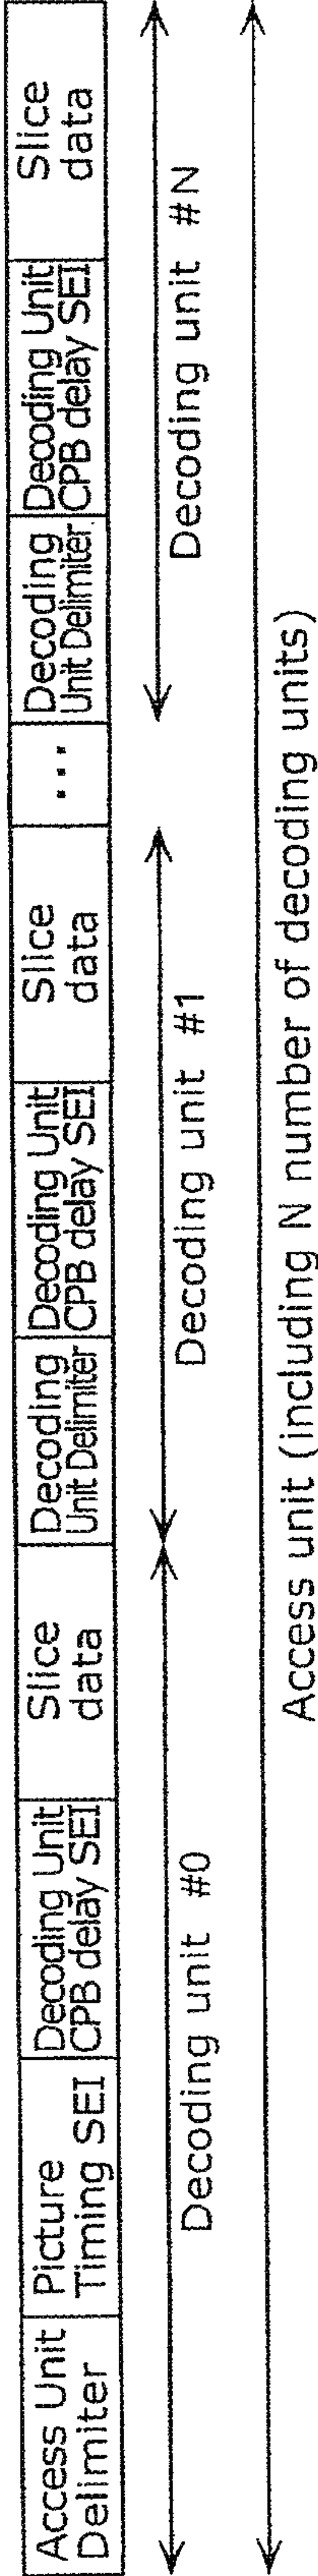 Access Unit
Delimiter
Picture
Timing SEI
Decoding Unit
CPB delay SEI
Slice
data
Decoding
Unit Delimiter
Decoding Unit
CPB delay SEI
Slice
data
...
Decoding
Unit Delimiter
Decoding Unit
CPB delay SEI
Slice
data
Decoding unit #0
Decoding unit #1
Decoding unit #N
Access unit (including N number of decoding units)